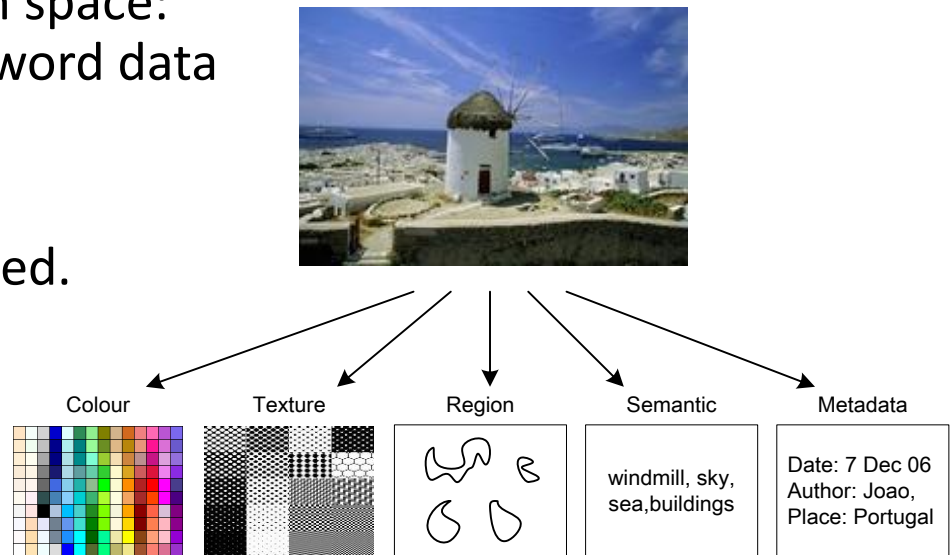 space:
word data
ed.
Colour
Texture
Region
Semantic
Metadata
windmill, sky,
sea,buildings
Date: 7 Dec 06
Author: Joao,
Place: Portugal